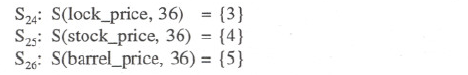 S₂₄: S(lock_price, 36) = {3}
S₂₅: S(stock_price, 36) = {4}
S₂₆: S(barrel_price, 36) = {5}